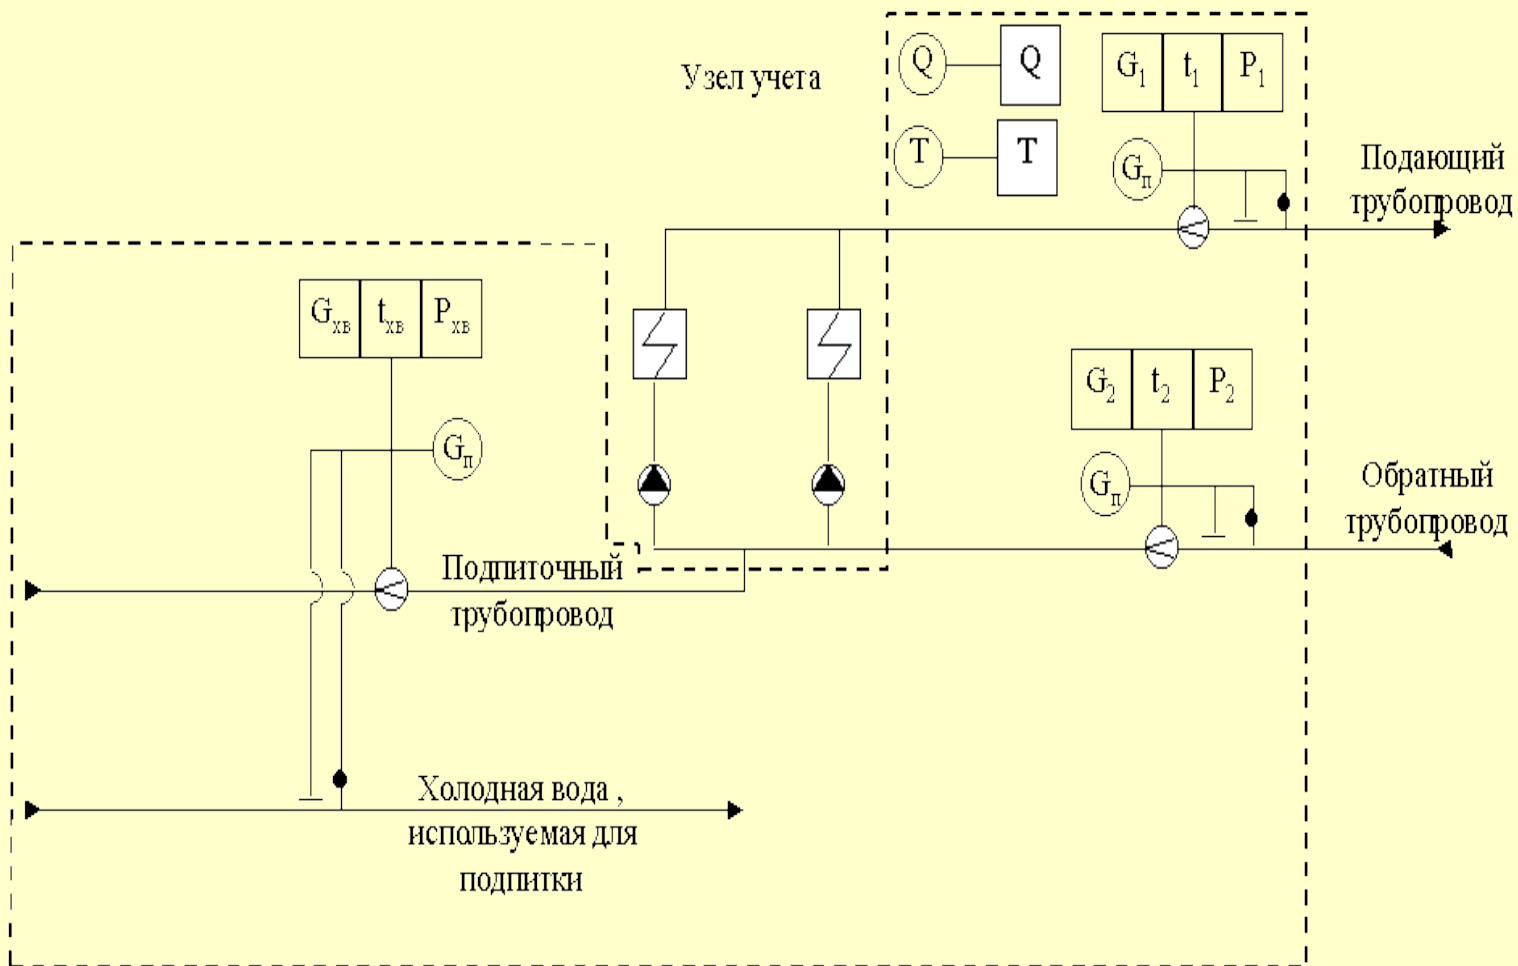 Узел учета
Q Q
T T
G1 t1 P1
Gп
Подающий
трубопровод
Gхв tхв Pхв
Gп
G2 t2 P2
Gп
Обратный
трубопровод
Подпиточный
трубопровод
Холодная вода ,
используемая для
подпитки